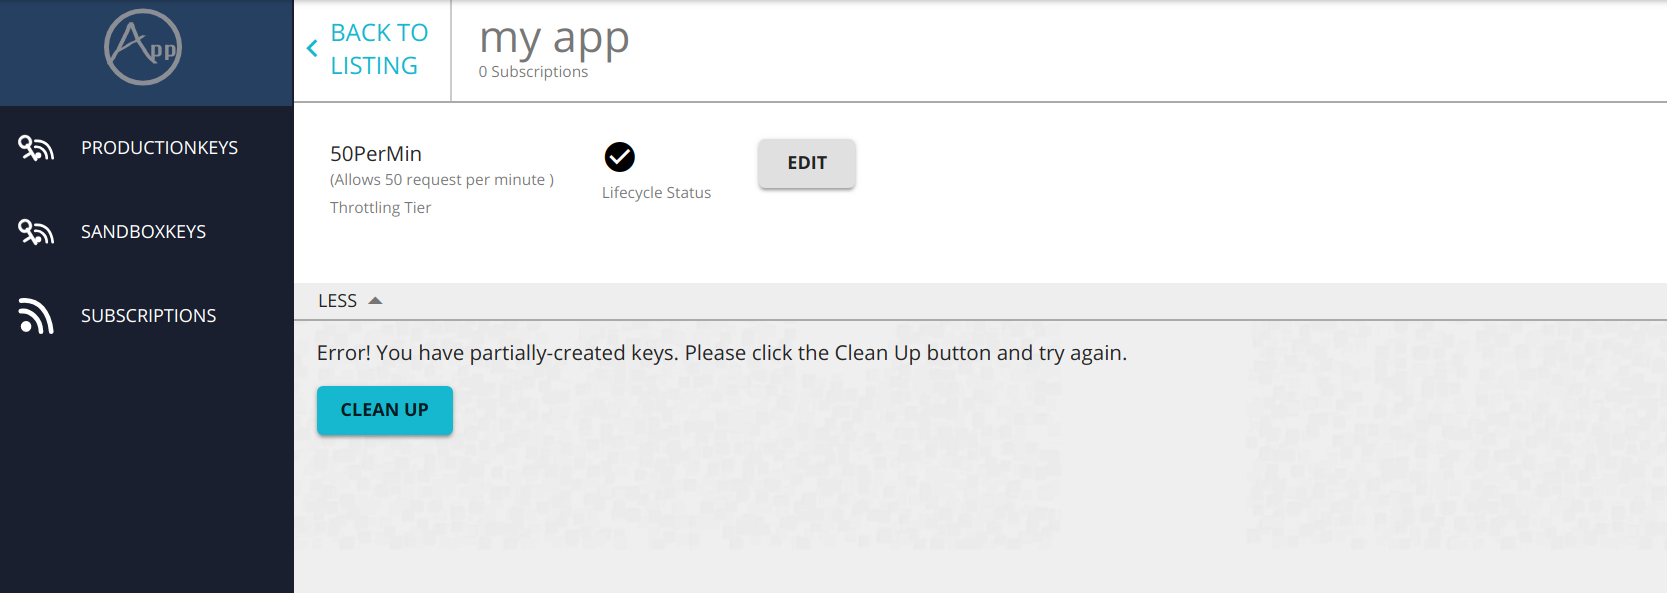 App
BACK TO
LISTING
my app
0 Subscriptions
PRODUCTIONKEYS
SANDBOXKEYS
SUBSCRIPTIONS
50PerMin
(Allows 50 request per minute )
Throttling Tier
Lifecycle Status
EDIT
LESS
Error! You have partially-created keys. Please click the Clean Up button and try again.
CLEAN UP